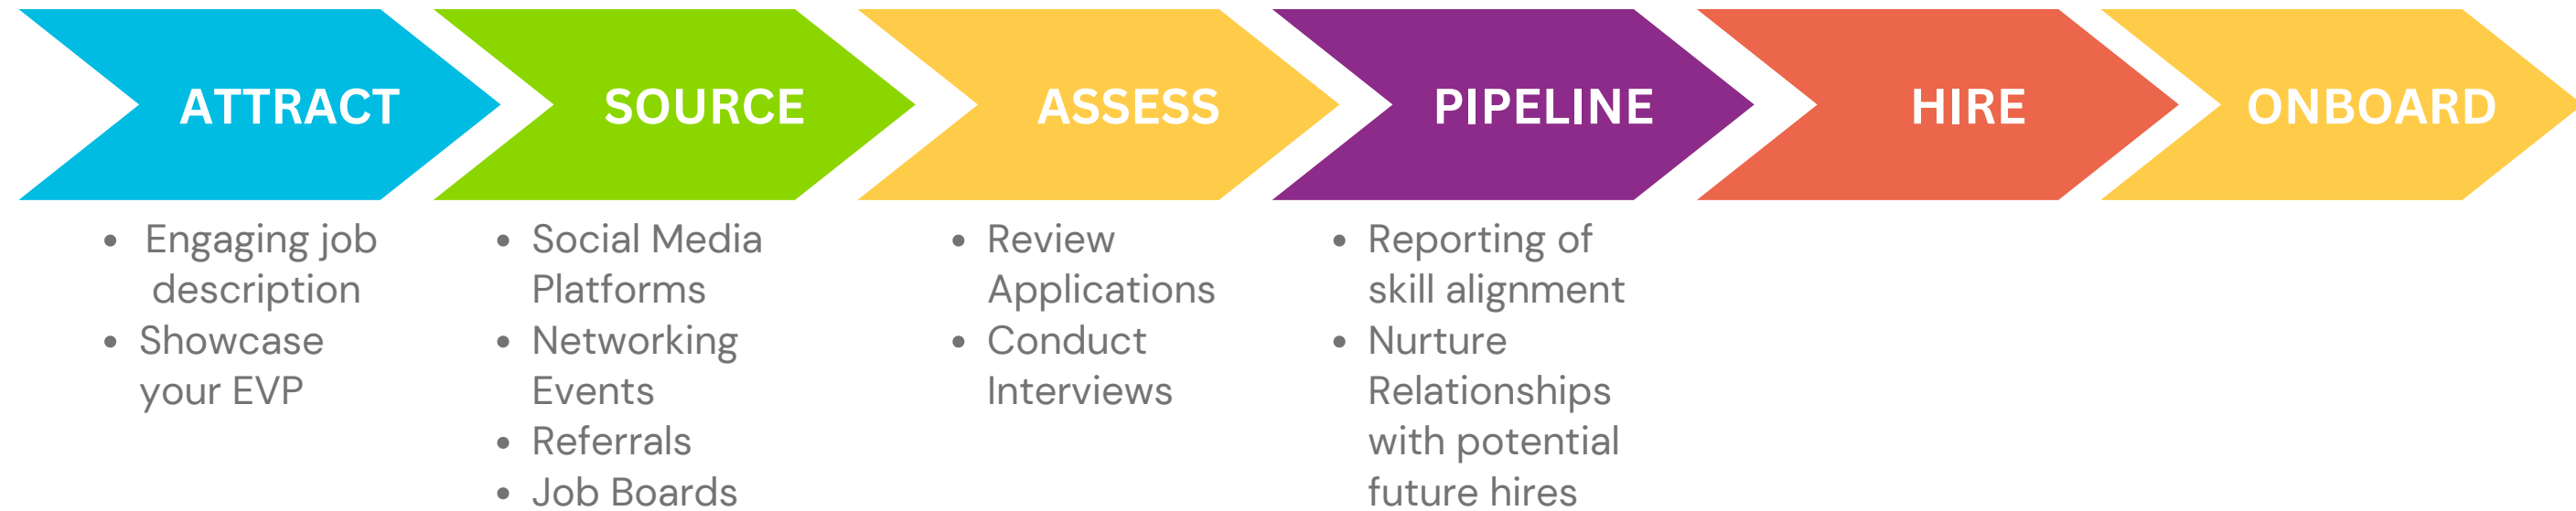 ATTRACT
SOURCE
ASSESS
PIPELINE
HIRE
ONBOARD
• Engaging job
description
• Showcase
your EVP
• Social Media
Platforms
• Networking
Events
• Referrals
• Job Boards
• Review
Applications
• Conduct
Interviews
• Reporting of
skill alignment
• Nurture
Relationships
with potential
future hires